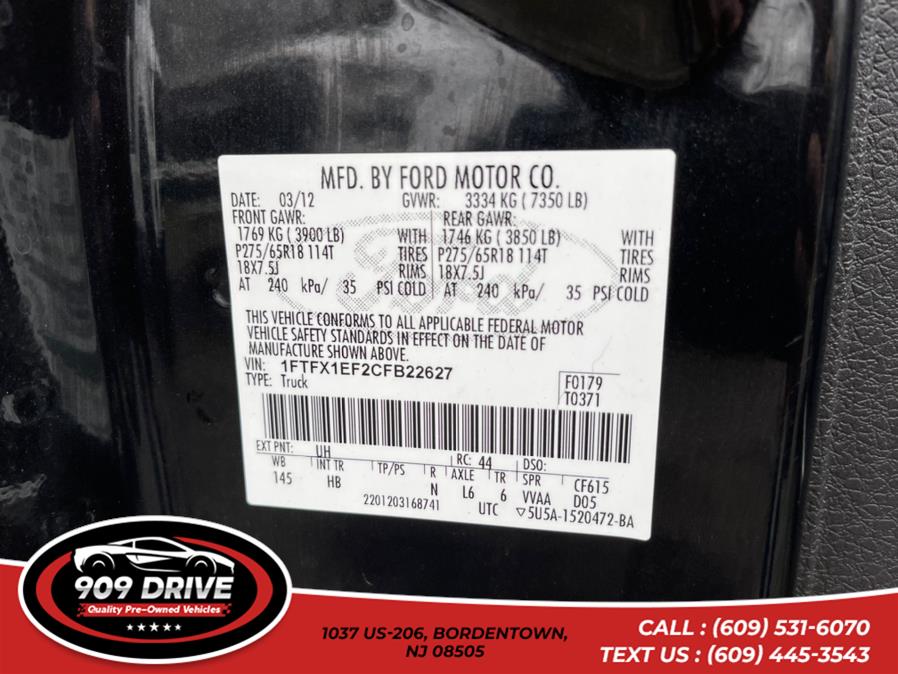 MFD. BY FORD MOTOR CO.
DATE: 03/12 GVWR: 3334 KG ( 7350 LB)
FRONT GAWR: REAR GAWR:
1769 KG ( 3900 LB) WITH 1746 KG ( 3850 LB) WITH
P275/65R18 114T TIRES P275/65R18 114T TIRES
18X7.5J RIMS 18X7.5J RIMS
AT 240 kPa/ 35 PSI COLD AT 240 kPa/ 35 PSI COLD
Ford
THIS VEHICLE CONFORMS TO ALL APPLICABLE FEDERAL MOTOR
VEHICLE SAFETY STANDARDS IN EFFECT ON THE DATE OF
MANUFACTURE SHOWN ABOVE.
VIN: 1FTFX1EF2CFB22627
TYPE: Truck
F0179
T0371
EXT PNT: UH RC: 44 DSO:
WB INT TR TP/PS R AXLE TR SPR CF615
145 HB N L6 6 VVAA D05
2201203168741 UTC ▽5U5A-1520472-BA
909 DRIVE
Quality Pre-Owned Vehicles
1037 US-206, BORDENTOWN,
NJ 08505
CALL : (609) 531-6070
TEXT US : (609) 445-3543